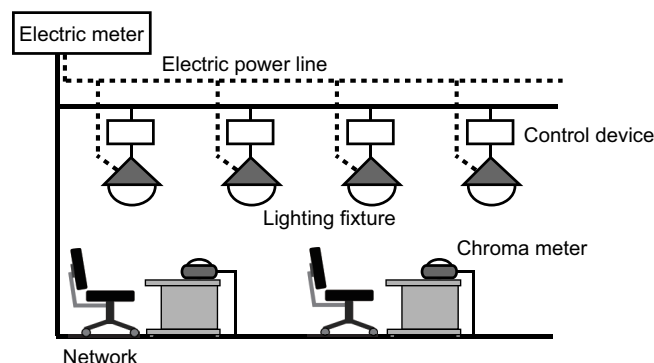 Electric meter
Electric power line
Control device
Lighting fixture
Chroma meter
Network